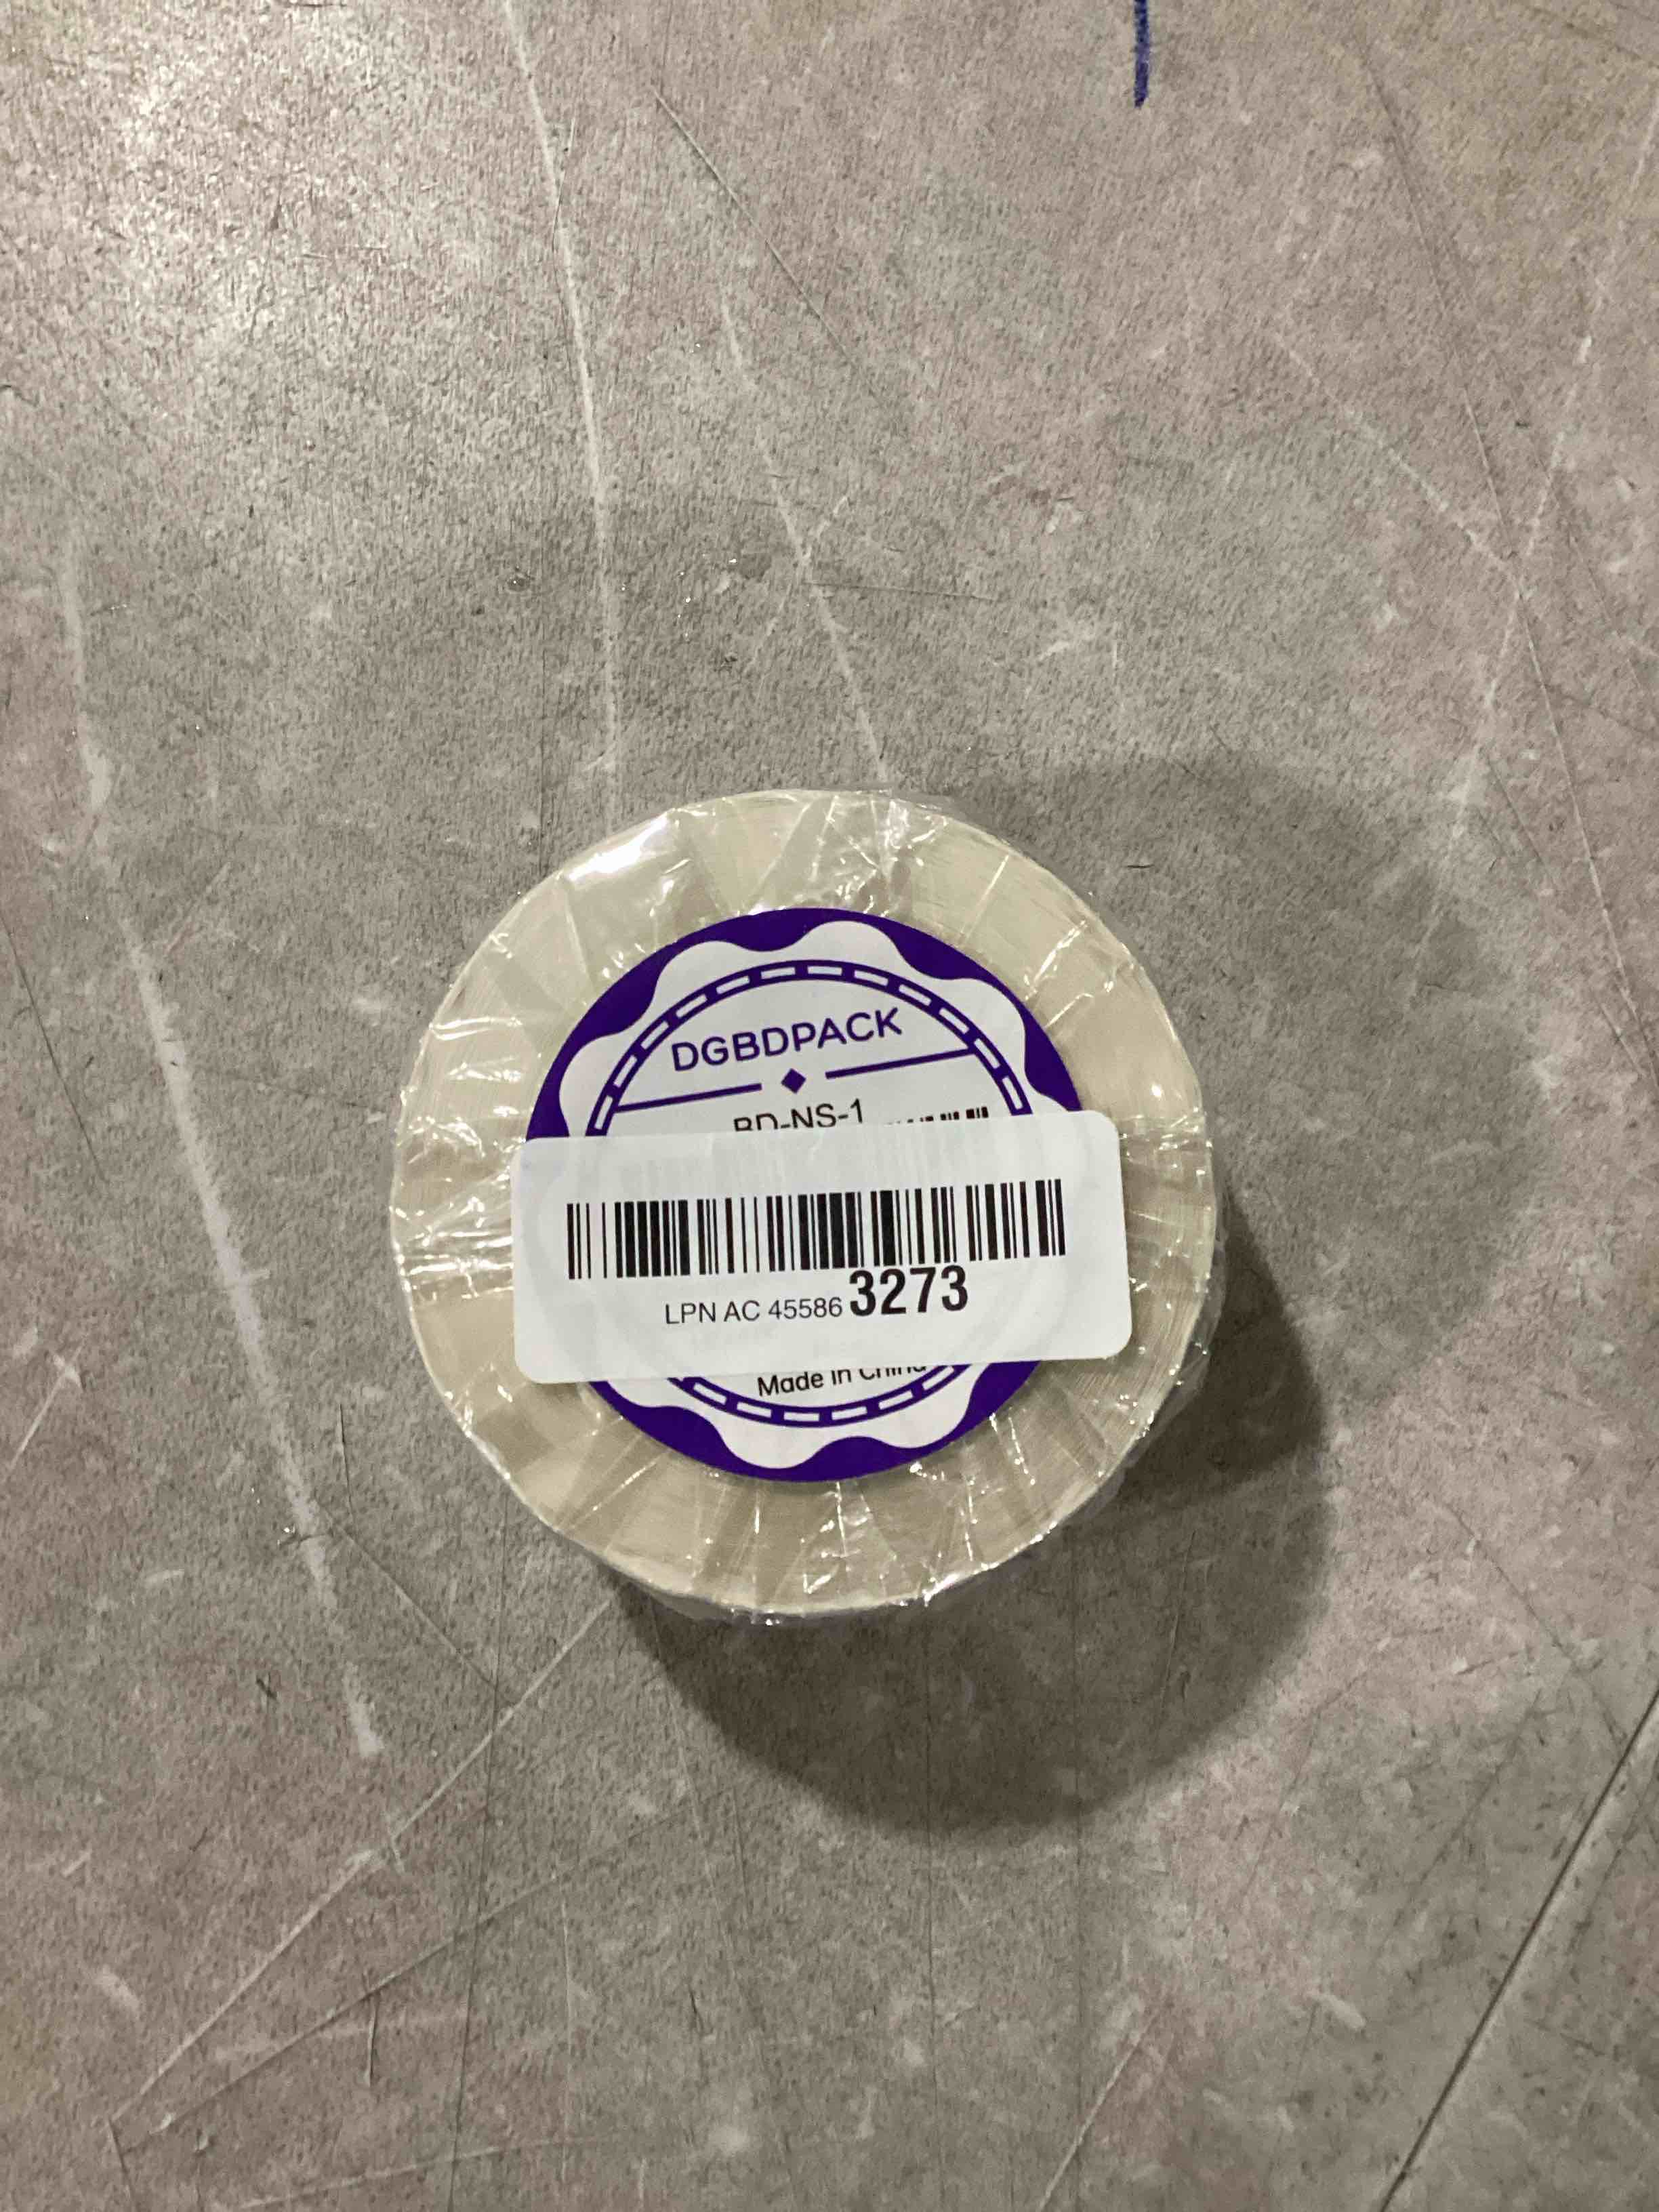 DGBDPACK
BD-NS-1
LPN AC 45586 3273
Made in China